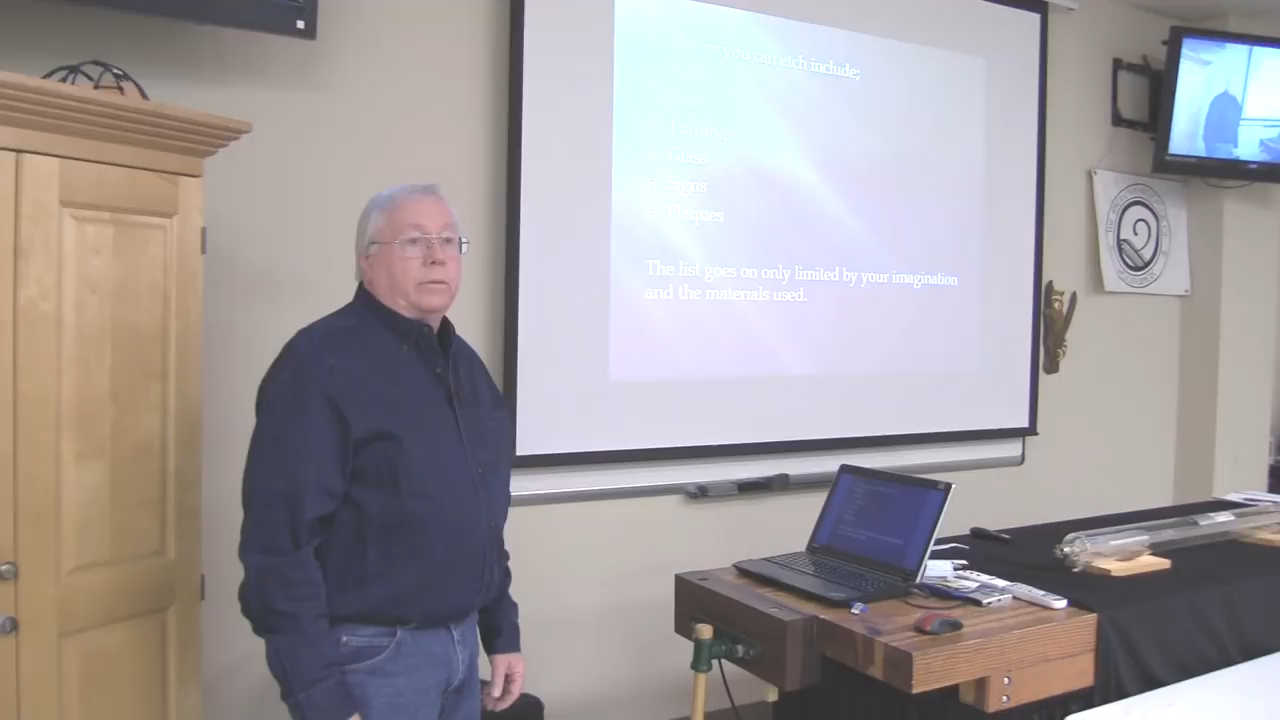 you can etch include;
Turnings
Glass
Signs
Plaques
The list goes on only limited by your imagination
and the materials used.